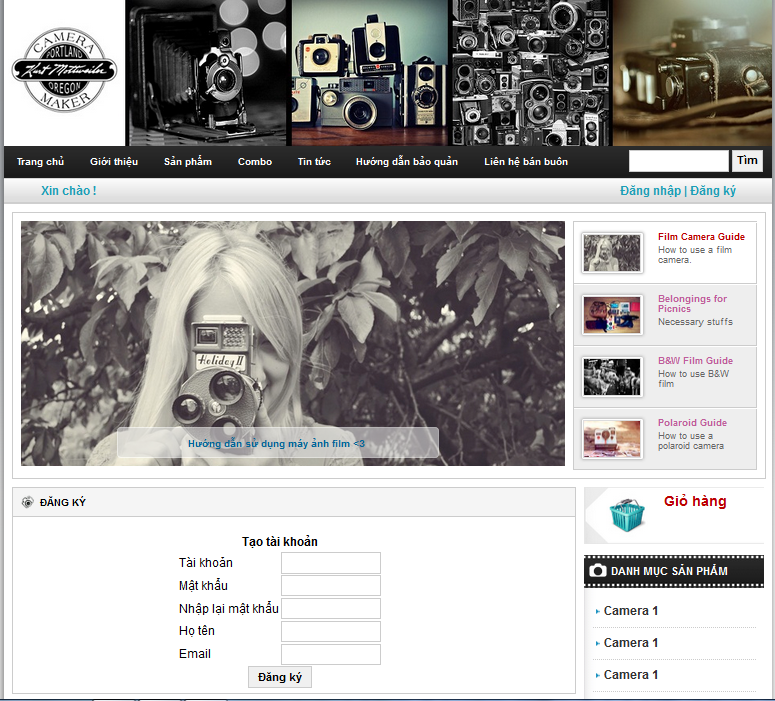 CAMERA
PORTLAND
Kurt Mottweiler
OREGON
MAKER
Trang chủ Giới thiệu Sản phẩm Combo Tin tức Hướng dẫn bảo quản Liên hệ bán buôn Tìm
Xin chào ! Đăng nhập | Đăng ký
Holiday II
Hướng dẫn sử dụng máy ảnh film <3
Film Camera Guide
How to use a film
camera.
Belongings for
Picnics
Necessary stuffs
B&W Film Guide
How to use B&W
film
Polaroid Guide
How to use a
polaroid camera
ĐĂNG KÝ
Tạo tài khoản
Tài khoản
Mật khẩu
Nhập lại mật khẩu
Họ tên
Email
Đăng ký
Giỏ hàng
DANH MỤC SẢN PHẨM
Camera 1
Camera 1
Camera 1